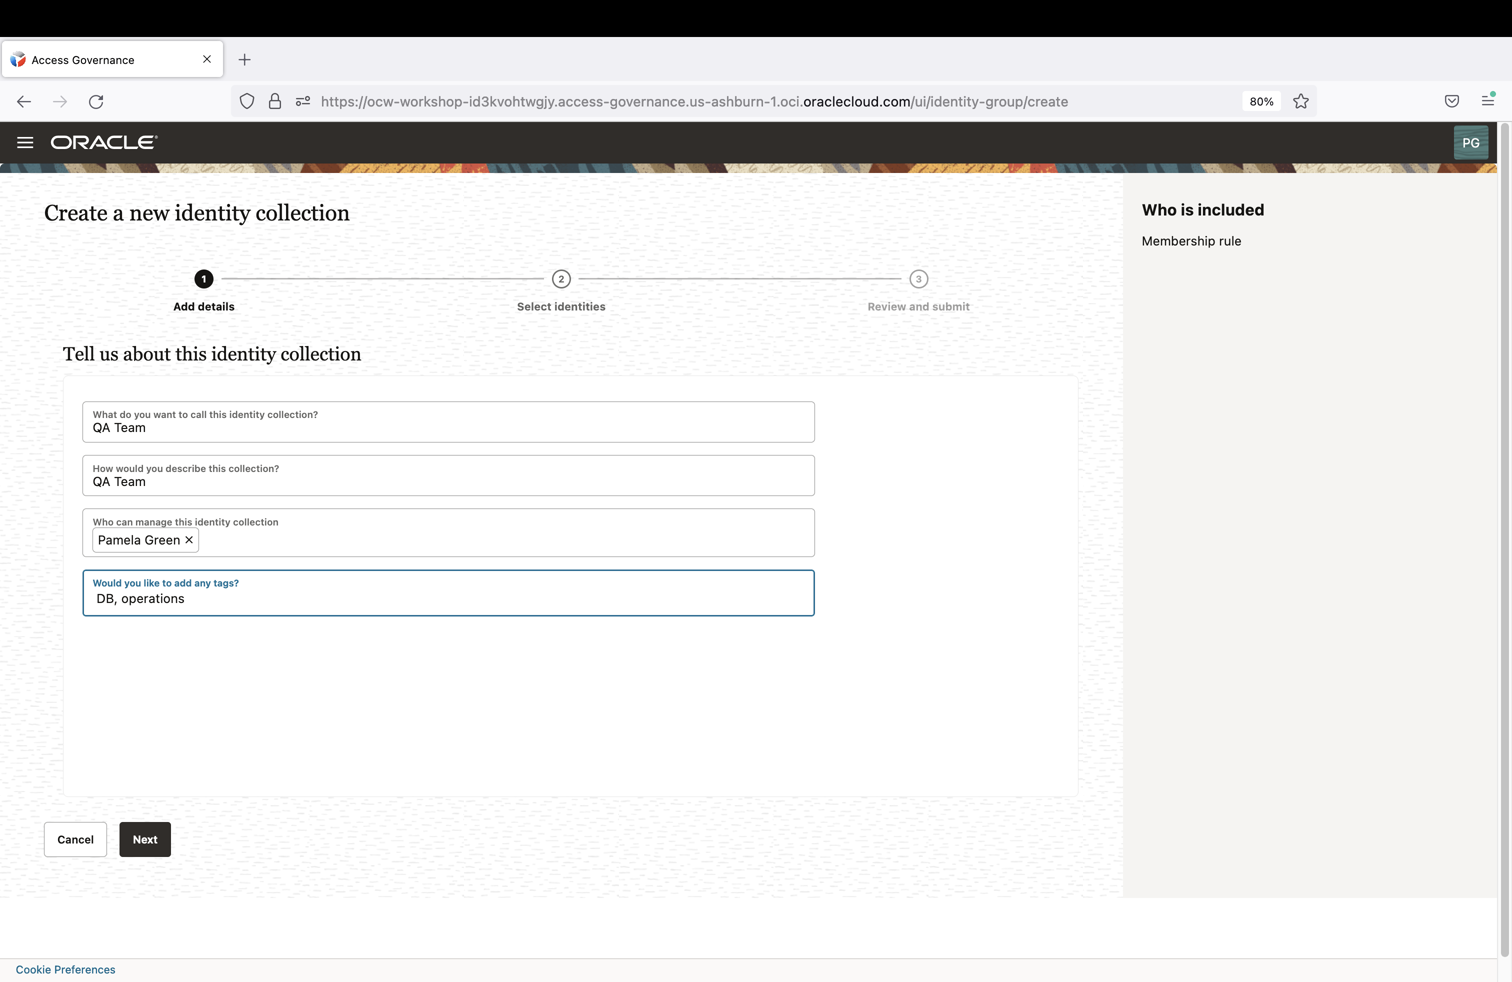 Access Governance
https://ocw-workshop-id3kvohtwgjy.access-governance.us-ashburn-1.oci.oraclecloud.com/ui/identity-group/create
80%
ORACLE
PG
Create a new identity collection
1
2
3
Add details
Select identities
Review and submit
Tell us about this identity collection
What do you want to call this identity collection?
QA Team
How would you describe this collection?
QA Team
Who can manage this identity collection
Pamela Green
Would you like to add any tags?
DB, operations
Cancel
Next
Who is included
Membership rule
Cookie Preferences